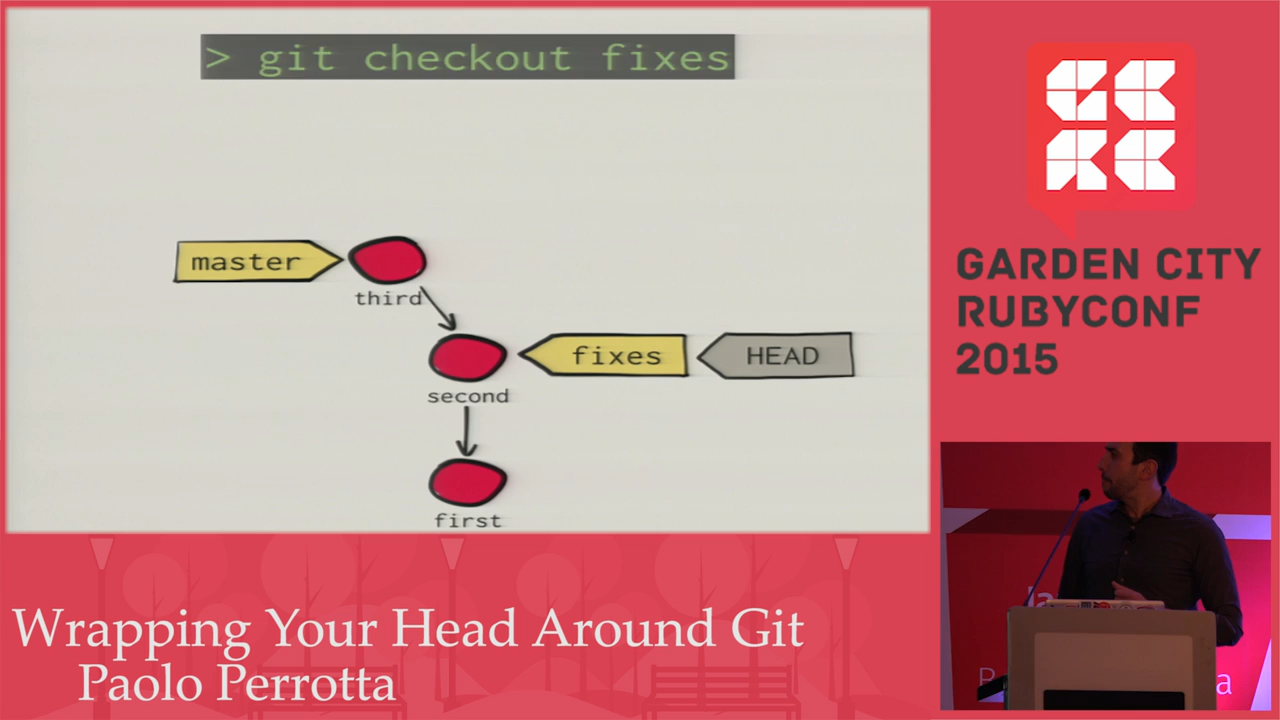 > git checkout fixes
master
third
fixes
HEAD
second
first
GARDEN CITY
RUBYCONF
2015
Wrapping Your Head Around Git
Paolo Perrotta